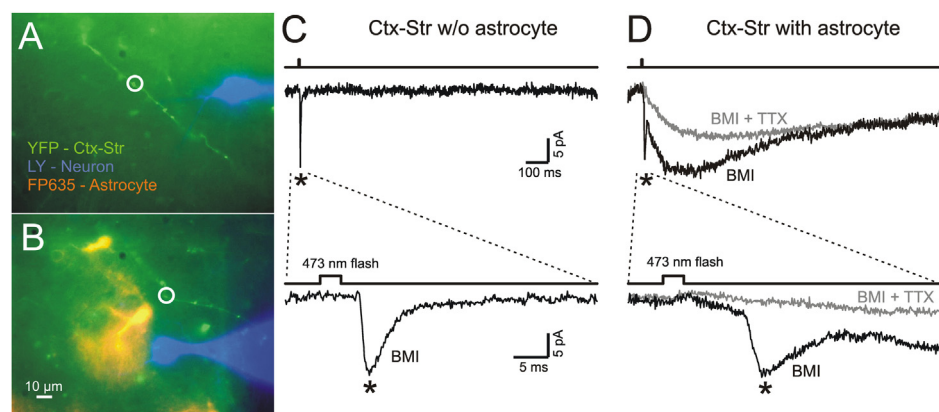 A
YFP - Ctx-Str
LY - Neuron
FP635 - Astrocyte
B
10 µm
C
Ctx-Str w/o astrocyte
5 pA
100 ms
*
473 nm flash
BMI
5 pA
5 ms
*
D
Ctx-Str with astrocyte
BMI + TTX
BMI
*
473 nm flash
BMI + TTX
BMI
*